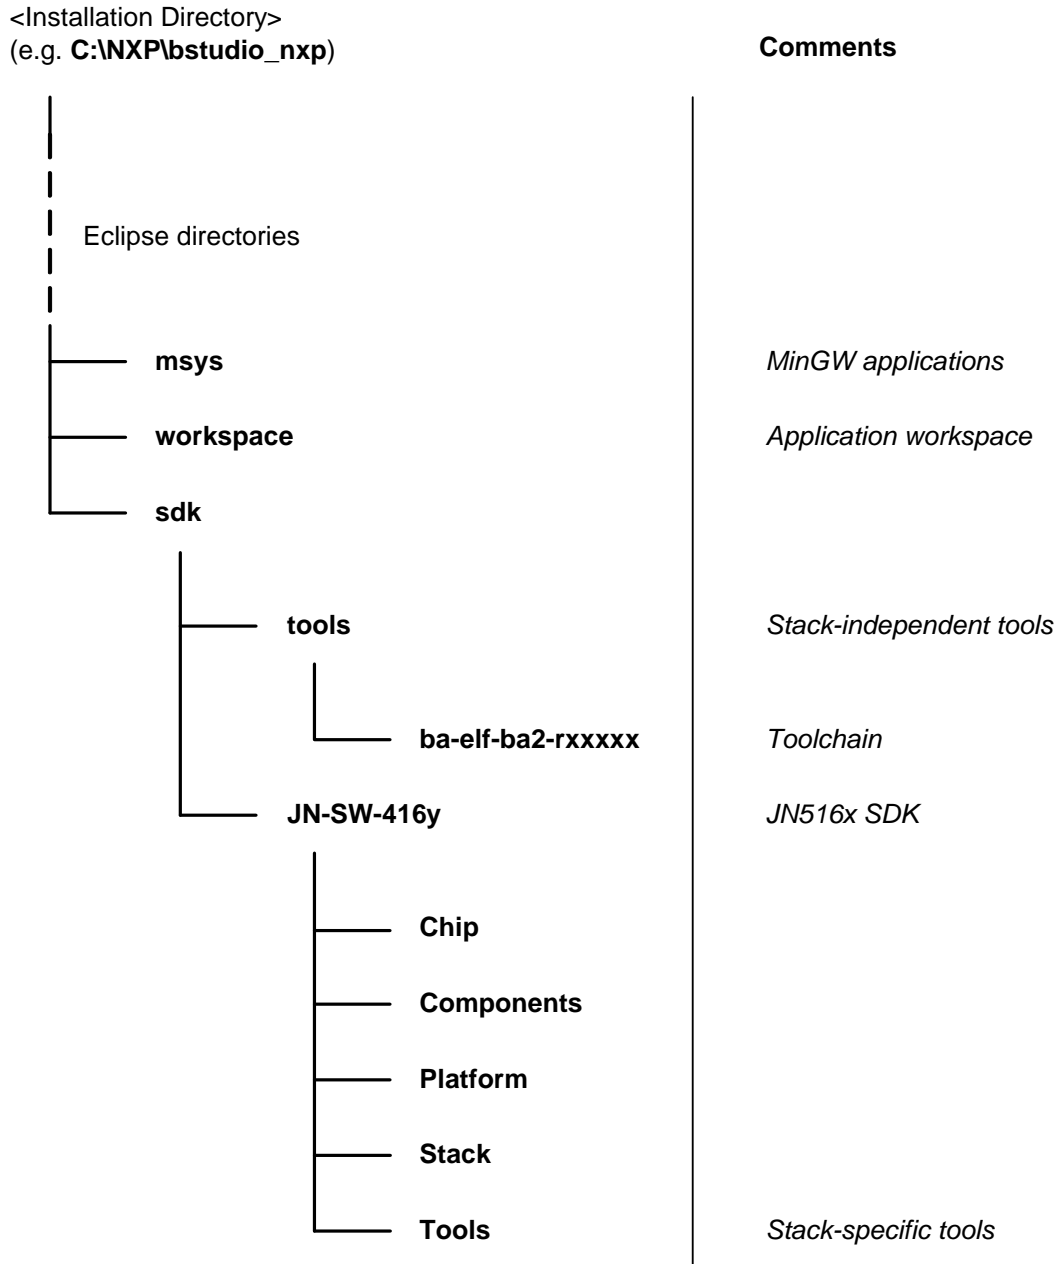 <Installation Directory>
(e.g. C:\NXP\bstudio_nxp)
Comments
Eclipse directories
msys MinGW applications
workspace Application workspace
sdk
tools Stack-independent tools
ba-elf-ba2-rxxxxx Toolchain
JN-SW-416y JN516x SDK
Chip
Components
Platform
Stack
Tools Stack-specific tools